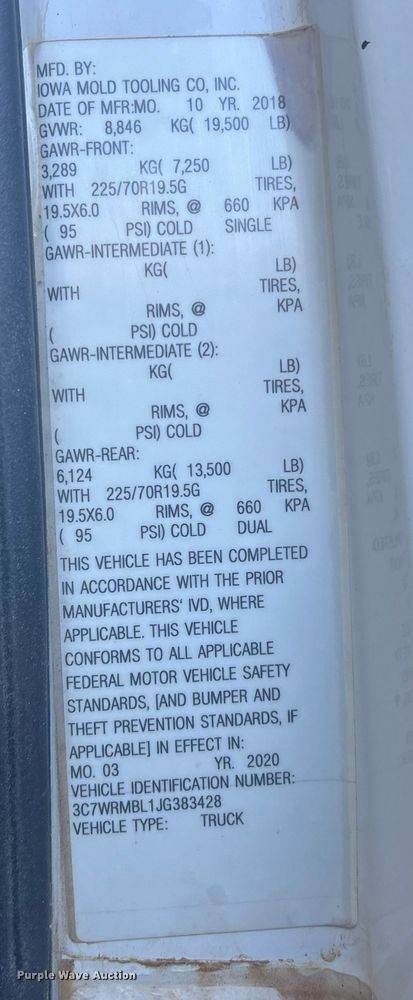 MFD. BY:
IOWA MOLD TOOLING CO, INC.
DATE OF MFR:MO. 10 YR. 2018
GVWR: 8,846 KG( 19,500 LB)
GAWR-FRONT:
3,289 KG( 7,250 LB)
WITH 225/70R19.5G TIRES,
19.5X6.0 RIMS, @ 660 KPA
( 95 PSI) COLD SINGLE
GAWR-INTERMEDIATE (1):
KG( LB)
WITH TIRES,
RIMS, @ KPA
( PSI) COLD
GAWR-INTERMEDIATE (2):
KG( LB)
WITH TIRES,
RIMS, @ KPA
( PSI) COLD
GAWR-REAR:
6,124 KG( 13,500 LB)
WITH 225/70R19.5G TIRES,
19.5X6.0 RIMS, @ 660 KPA
( 95 PSI) COLD DUAL
THIS VEHICLE HAS BEEN COMPLETED
IN ACCORDANCE WITH THE PRIOR
MANUFACTURERS' IVD, WHERE
APPLICABLE. THIS VEHICLE
CONFORMS TO ALL APPLICABLE
FEDERAL MOTOR VEHICLE SAFETY
STANDARDS, [AND BUMPER AND
THEFT PREVENTION STANDARDS, IF
APPLICABLE] IN EFFECT IN:
MO. 03 YR. 2020
VEHICLE IDENTIFICATION NUMBER:
3C7WRMBL1JG383428
VEHICLE TYPE: TRUCK
Purple Wave Auction